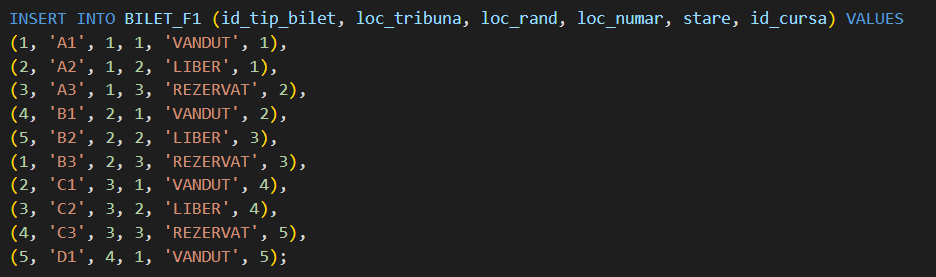 INSERT INTO BILET_F1 (id_tip_bilet, loc_tribuna, loc_rand, loc_numar, stare, id_cursa) VALUES
(1, 'A1', 1, 1, 'VANDUT', 1),
(2, 'A2', 1, 2, 'LIBER', 1),
(3, 'A3', 1, 3, 'REZERVAT', 2),
(4, 'B1', 2, 1, 'VANDUT', 2),
(5, 'B2', 2, 2, 'LIBER', 3),
(1, 'B3', 2, 3, 'REZERVAT', 3),
(2, 'C1', 3, 1, 'VANDUT', 4),
(3, 'C2', 3, 2, 'LIBER', 4),
(4, 'C3', 3, 3, 'REZERVAT', 5),
(5, 'D1', 4, 1, 'VANDUT', 5);